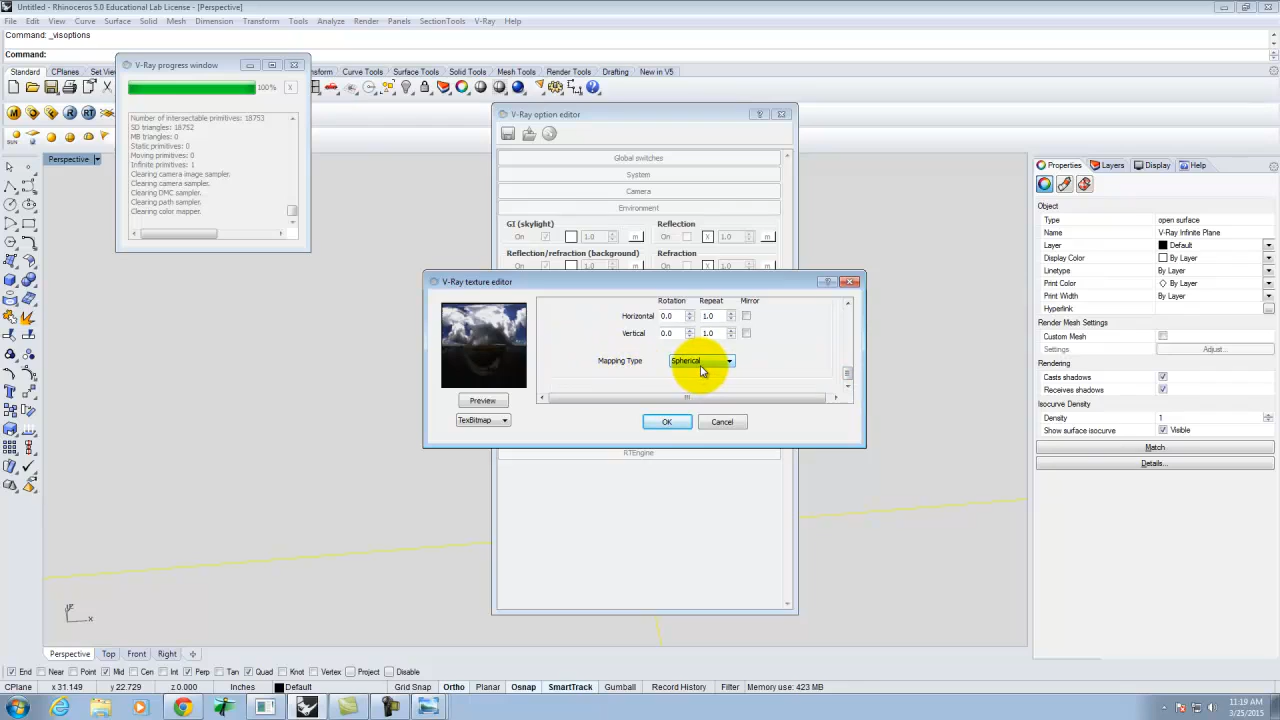 Untitled - Rhinoceros 5.0 Educational Lab License - [Perspective]
File Edit View Curve Surface Solid Mesh Dimension Transform Tools Analyze Render Panels SectionTools V-Ray Help
Command: _visoptions
Command:
Standard CPlanes Set Vie
nsform Curve Tools Surface Tools Solid Tools Mesh Tools Render Tools Drafting New in V5
V-Ray progress window
100%
Number of intersectable primitives: 18753
SD triangles: 18752
MB triangles: 0
Static primitives: 0
Moving primitives: 0
Infinite primitives: 1
Clearing camera image sampler.
Clearing camera sampler.
Clearing DMC sampler.
Clearing path sampler.
Clearing color mapper.
Perspective
V-Ray option editor
Global switches
System
Camera
Environment
GI (skylight) Reflection
On 1.0 m On X 1.0 m
Reflection/refraction (background) Refraction
On 1.0 m On X 1.0 m
V-Ray texture editor
Rotation Repeat Mirror
Horizontal 0.0 1.0
Vertical 0.0 1.0
Mapping Type Spherical
Preview
TexBitmap
OK Cancel
RTEngine
Properties Layers Display Help
Object
Type open surface
Name V-Ray Infinite Plane
Layer Default
Display Color By Layer
Linetype By Layer
Print Color By Layer
Print Width By Layer
Hyperlink
Render Mesh Settings
Custom Mesh
Settings Adjust...
Rendering
Casts shadows
Receives shadows
Isocurve Density
Density 1
Show surface isocurve Visible
Match
Details...
x
Perspective Top Front Right
End Near Point Mid Cen Int Perp Tan Quad Knot Vertex Project Disable
CPlane x 31.149 y 22.729 z 0.000 Inches Default Grid Snap Ortho Planar Osnap SmartTrack Gumball Record History Filter Memory use: 423 MB
11:19 AM
3/25/2015